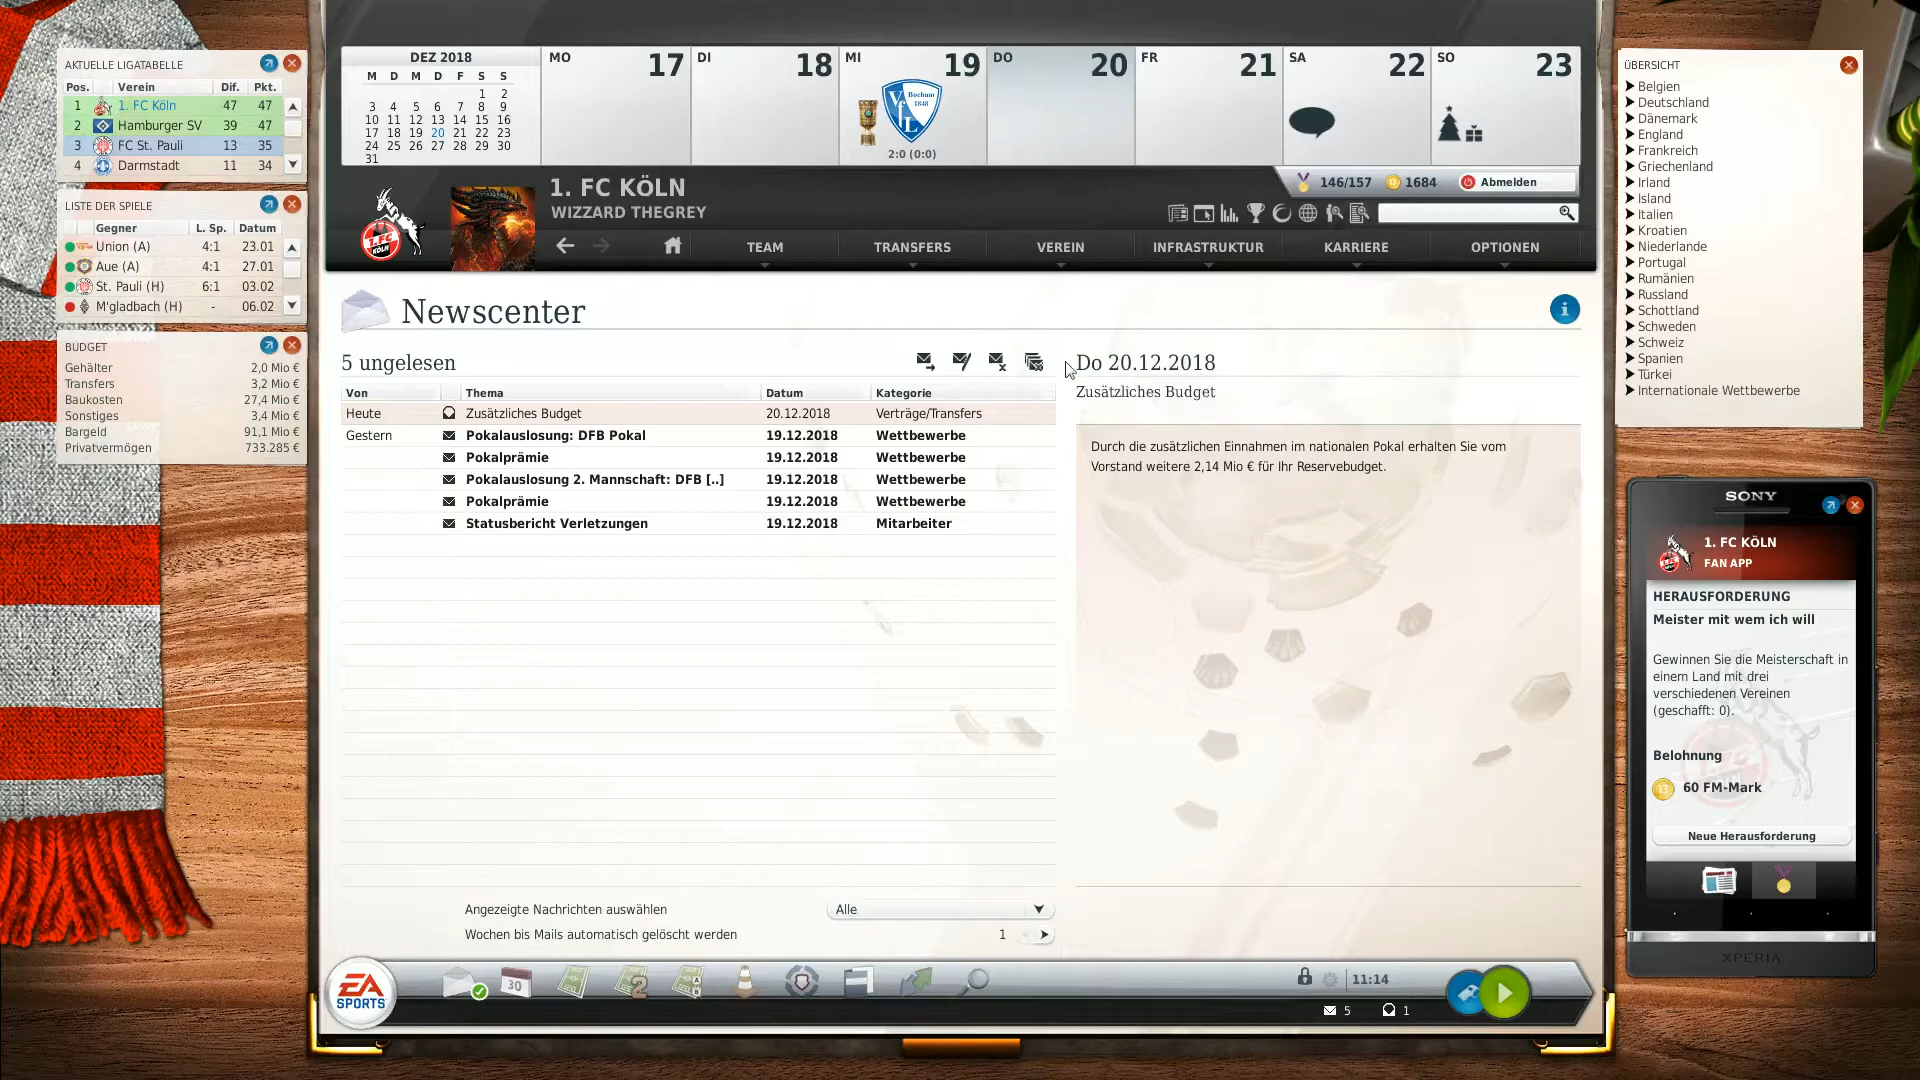 AKTUELLE LIGATABELLE
Pos. Verein Dif. Pkt.
1 1. FC Köln 47 47
2 Hamburger SV 39 47
3 FC St. Pauli 13 35
4 Darmstadt 11 34
LISTE DER SPIELE
Gegner L. Sp. Datum
Union (A) 4:1 23.01
Aue (A) 4:1 27.01
St. Pauli (H) 6:1 03.02
M'gladbach (H) - 06.02
BUDGET
Gehälter 2,0 Mio €
Transfers 3,2 Mio €
Baukosten 27,4 Mio €
Sonstiges 3,4 Mio €
Bargeld 91,1 Mio €
Privatvermögen 733.285 €
DEZ 2018
M D M D F S S
1 2
3 4 5 6 7 8 9
10 11 12 13 14 15 16
17 18 19 20 21 22 23
24 25 26 27 28 29 30
31
MO 17
DI 18
MI 19
VfL Bochum 1848
2:0 (0:0)
DO 20
FR 21
SA 22
SO 23
1. FC KÖLN
WIZZARD THEGREY
1.FC KÖLN
146/157 1684 Abmelden
TEAM TRANSFERS VEREIN INFRASTRUKTUR KARRIERE OPTIONEN
Newscenter
5 ungelesen
Von Thema Datum Kategorie
Heute Zusätzliches Budget 20.12.2018 Verträge/Transfers
Gestern Pokalauslosung: DFB Pokal 19.12.2018 Wettbewerbe
Pokalprämie 19.12.2018 Wettbewerbe
Pokalauslosung 2. Mannschaft: DFB [..] 19.12.2018 Wettbewerbe
Pokalprämie 19.12.2018 Wettbewerbe
Statusbericht Verletzungen 19.12.2018 Mitarbeiter
Angezeigte Nachrichten auswählen Alle
Wochen bis Mails automatisch gelöscht werden 1
Do 20.12.2018
Zusätzliches Budget
Durch die zusätzlichen Einnahmen im nationalen Pokal erhalten Sie vom
Vorstand weitere 2,14 Mio € für Ihr Reservebudget.
EA SPORTS
30
2
11:14
5 1
ÜBERSICHT
Belgien
Deutschland
Dänemark
England
Frankreich
Griechenland
Irland
Island
Italien
Kroatien
Niederlande
Portugal
Rumänien
Russland
Schottland
Schweden
Schweiz
Spanien
Türkei
Internationale Wettbewerbe
SONY
1. FC KÖLN
FAN APP
HERAUSFORDERUNG
Meister mit wem ich will
Gewinnen Sie die Meisterschaft in
einem Land mit drei
verschiedenen Vereinen
(geschafft: 0).
Belohnung
60 FM-Mark
Neue Herausforderung
XPERIA